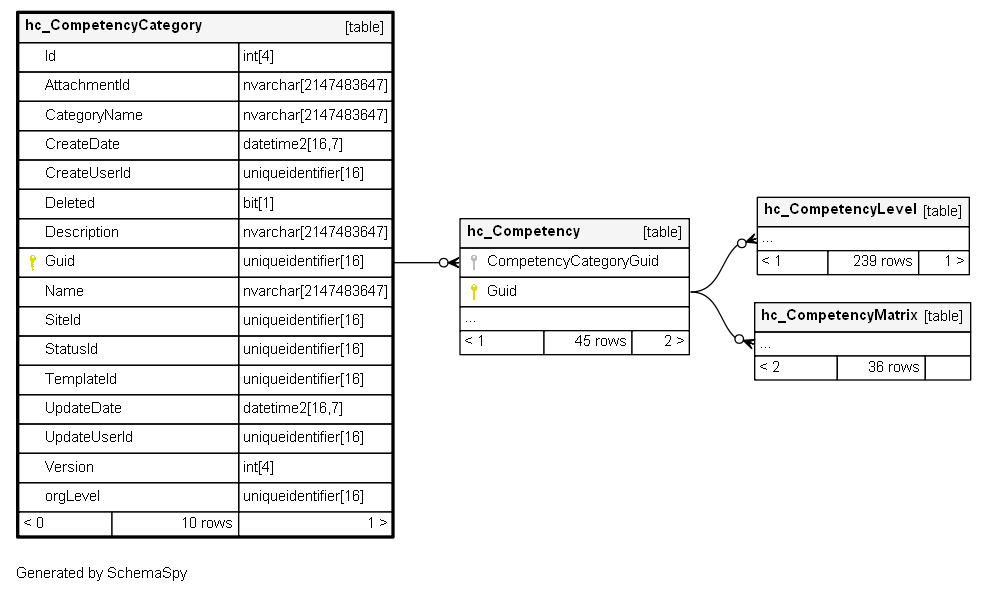 hc_CompetencyCategory [table]
Id int[4]
AttachmentId nvarchar[2147483647]
CategoryName nvarchar[2147483647]
CreateDate datetime2[16,7]
CreateUserId uniqueidentifier[16]
Deleted bit[1]
Description nvarchar[2147483647]
Guid uniqueidentifier[16]
Name nvarchar[2147483647]
SiteId uniqueidentifier[16]
StatusId uniqueidentifier[16]
TemplateId uniqueidentifier[16]
UpdateDate datetime2[16,7]
UpdateUserId uniqueidentifier[16]
Version int[4]
orgLevel uniqueidentifier[16]
< 0 10 rows 1 >
hc_Competency [table]
CompetencyCategoryGuid
Guid
...
< 1 45 rows 2 >
hc_CompetencyLevel [table]
...
< 1 239 rows 1 >
hc_CompetencyMatrix [table]
...
< 2 36 rows
Generated by SchemaSpy